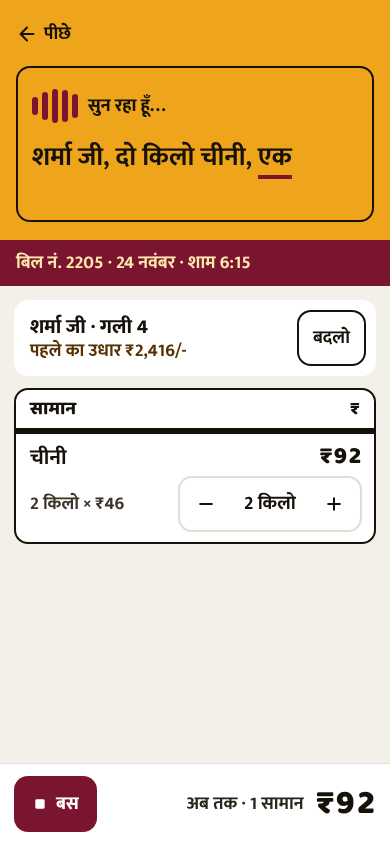 ← पीछे
सुन रहा हूँ…
शर्मा जी, दो किलो चीनी, एक
बिल नं. 2205 · 24 नवंबर · शाम 6:15
शर्मा जी · गली 4
पहले का उधार ₹2,416/-
बदलो
सामान ₹
चीनी ₹92
2 किलो × ₹46
− 2 किलो +
बस
अब तक · 1 सामान ₹92